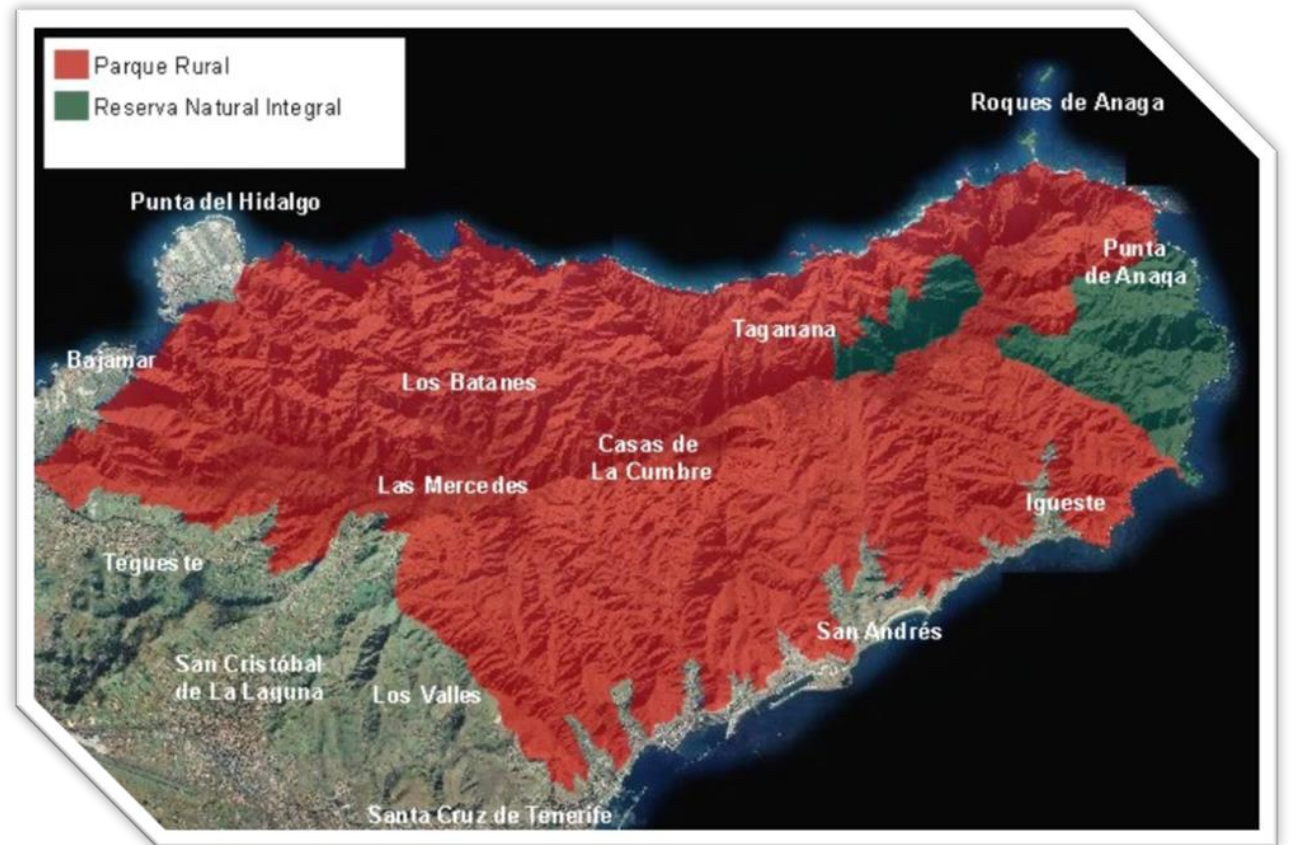 Parque Rural
Reserva Natural Integral
Roques de Anaga
Punta del Hidalgo
Punta
de Anaga
Taganana
Bajamar
Los Batanes
Casas de
La Cumbre
Las Mercedes
Igueste
Tegueste
San Andrés
San Cristóbal
de La Laguna
Los Valles
Santa Cruz de Tenerife